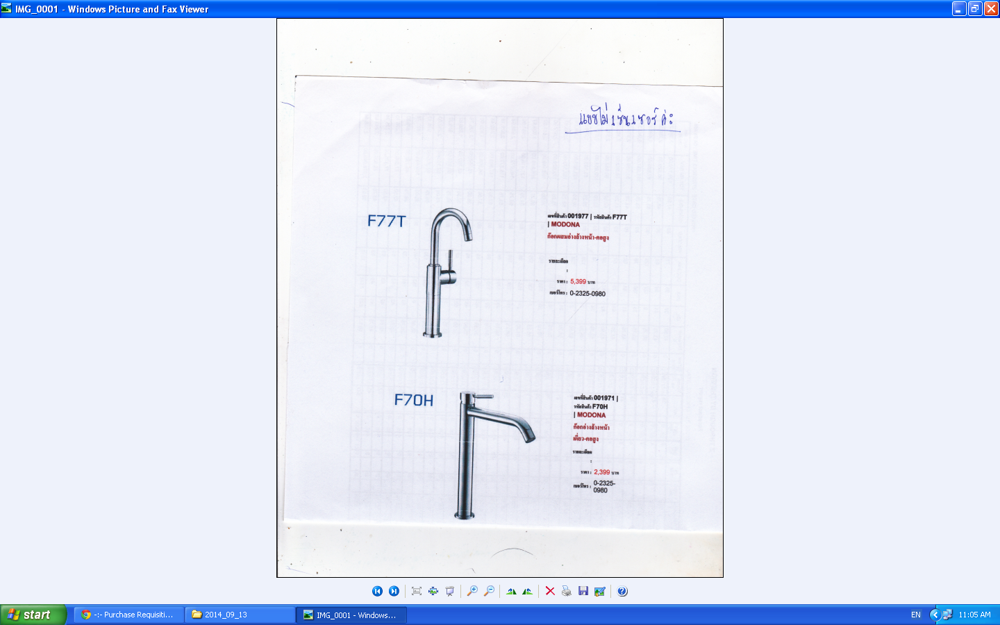 IMG_0001 - Windows Picture and Fax Viewer
แบบไม่เซ็นเซอร์ค่ะ
F77T
เลขที่สินค้า 001977 | รหัสสินค้า F77T
| MODONA
ก๊อกผสมอ่างล้างหน้า-คอสูง
รายละเอียด
:
ราคา : 5,399 บาท
เบอร์โทร : 0-2325-0980
F70H
เลขที่สินค้า 001971 |
รหัสสินค้า F70H
| MODONA
ก๊อกอ่างล้างหน้า
เดี่ยว-คอสูง
รายละเอียด
:
ราคา : 2,399 บาท
เบอร์โทร : 0-2325-
0980
start
-:- Purchase Requisiti...
2014_09_13
IMG_0001 - Windows...
EN
11:05 AM